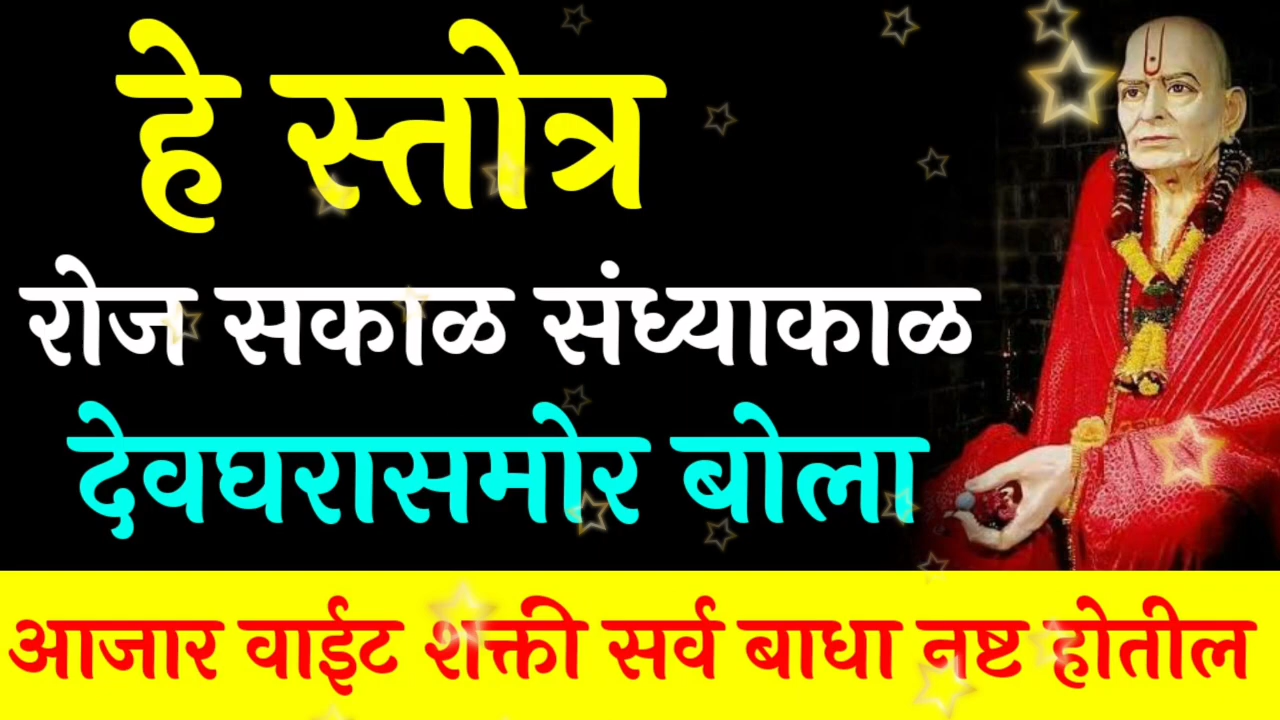 हे स्तोत्र
रोज सकाळ संध्याकाळ
देवघरासमोर बोला
आजार वाईट शक्ती सर्व बाधा नष्ट होतील